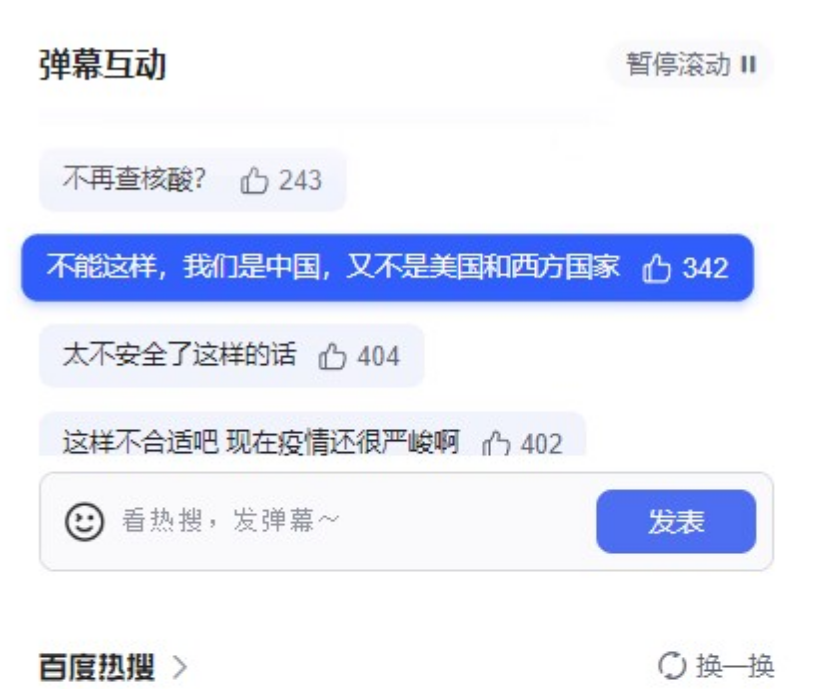 弹幕互动
暂停滚动
不再查核酸? 243
不能这样，我们是中国，又不是美国和西方国家 342
太不安全了这样的话 404
这样不合适吧 现在疫情还很严峻啊 402
看热搜，发弹幕～
发表
百度热搜 >
换一换